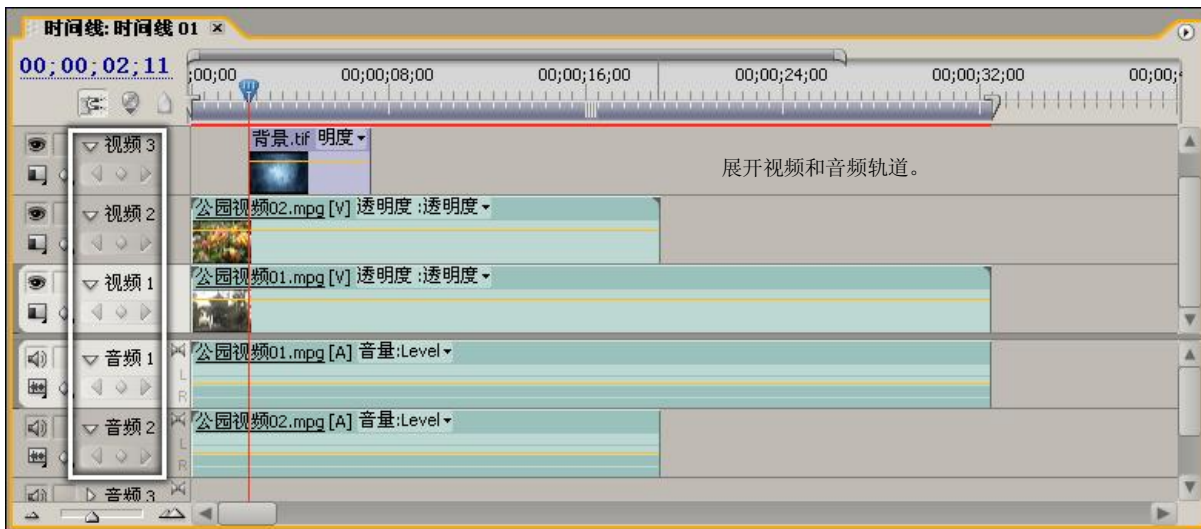 时间线: 时间线 01 ×
00;00;02;11
;00;00 00;00;08;00 00;00;16;00 00;00;24;00 00;00;32;00 00;00;
视频 3
背景.tif 明度
展开视频和音频轨道。
视频 2
公园视频02.mpg [V] 透明度 :透明度
视频 1
公园视频01.mpg [V] 透明度 :透明度
音频 1
公园视频01.mpg [A] 音量:Level
L
R
音频 2
公园视频02.mpg [A] 音量:Level
L
R
音频 3